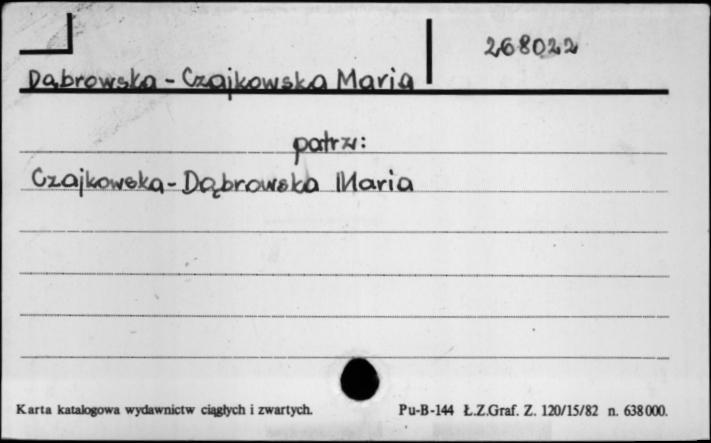 268022
Dąbrowska - Czajkowska Maria
patrz:
Czajkowska - Dąbrowska Maria
Karta katalogowa wydawnictw ciągłych i zwartych.
Pu-B-144 Ł.Z.Graf. Z. 120/15/82 n. 638000.